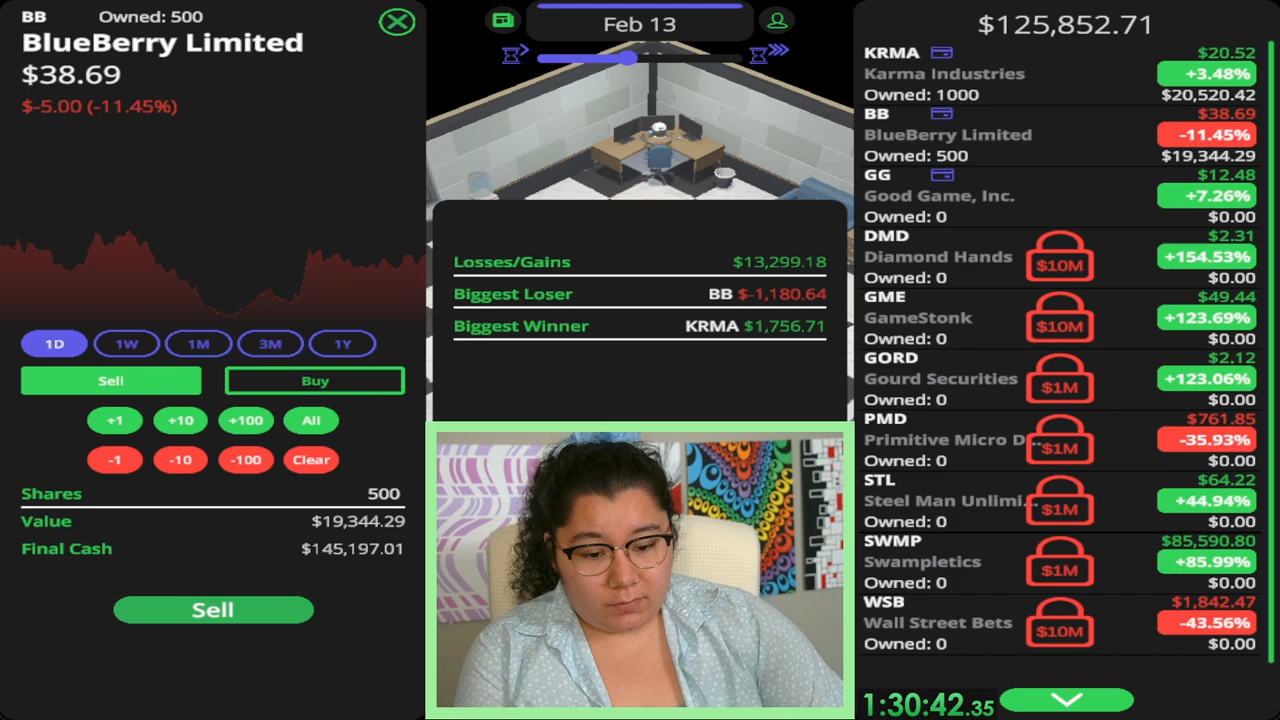 BB Owned: 500
BlueBerry Limited
$38.69
$-5.00 (-11.45%)
1D 1W 1M 3M 1Y
Sell Buy
+1 +10 +100 All
-1 -10 -100 Clear
Shares 500
Value $19,344.29
Final Cash $145,197.01
Sell
Feb 13
Losses/Gains $13,299.18
Biggest Loser BB $-1,180.64
Biggest Winner KRMA $1,756.71
$125,852.71
KRMA $20.52
Karma Industries +3.48%
Owned: 1000 $20,520.42
BB $38.69
BlueBerry Limited -11.45%
Owned: 500 $19,344.29
GG $12.48
Good Game, Inc. +7.26%
Owned: 0 $0.00
DMD $2.31
Diamond Hands $10M +154.53%
Owned: 0 $0.00
GME $49.44
GameStonk $10M +123.69%
Owned: 0 $0.00
GORD $2.12
Gourd Securities $1M +123.06%
Owned: 0 $0.00
PMD $761.85
Primitive Micro D... $1M -35.93%
Owned: 0 $0.00
STL $64.22
Steel Man Unlimi... $1M +44.94%
Owned: 0 $0.00
SWMP $85,590.80
Swampletics $1M +85.99%
Owned: 0 $0.00
WSB $1,842.47
Wall Street Bets $10M -43.56%
Owned: 0 $0.00
1:30:42.35